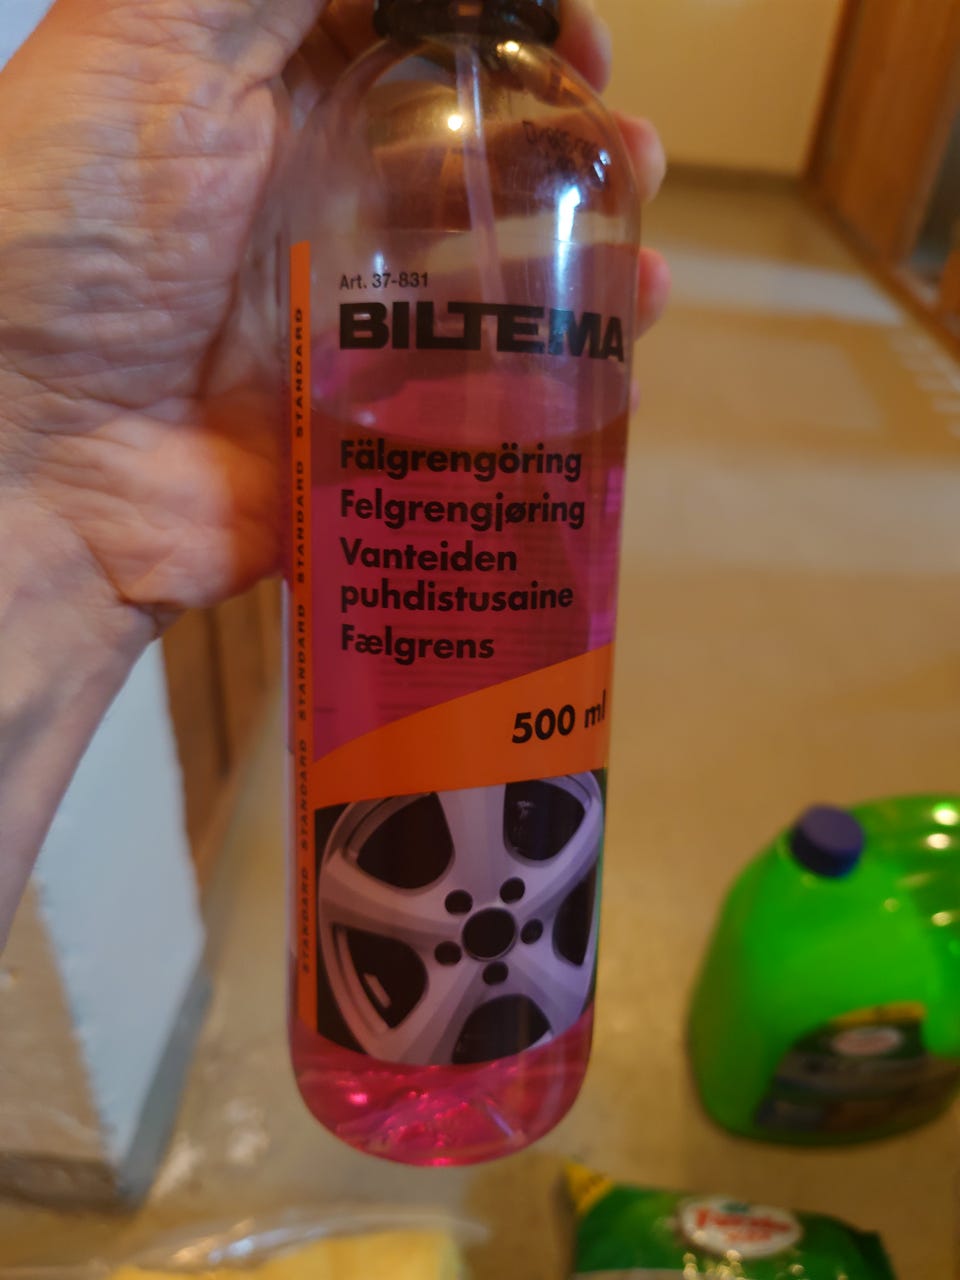 Art. 37-831
BILTEMA
Fälgrengöring
Felgrengjøring
Vanteiden
puhdistusaine
Fælgrens
500 ml
STANDARD STANDARD STANDARD STANDARD STANDARD STANDARD